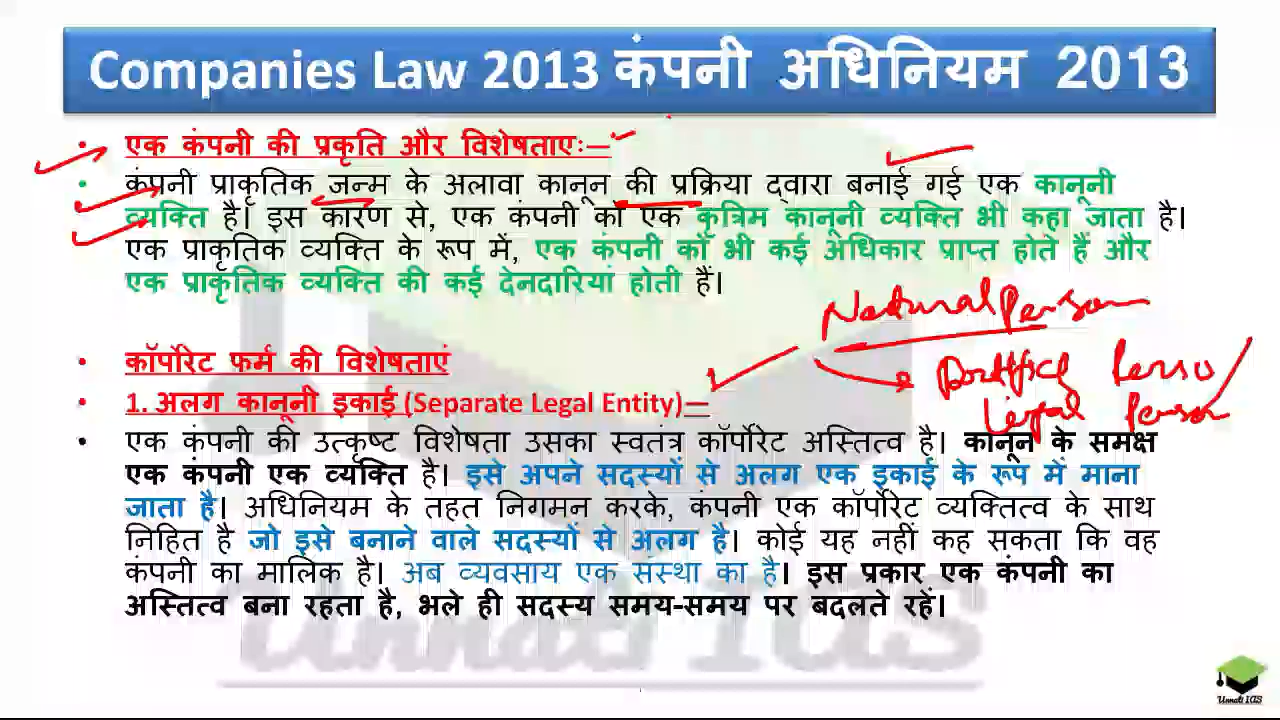 Companies Law 2013 कंपनी अधिनियम 2013
• एक कंपनी की प्रकृति और विशेषताएः—
• कंपनी प्राकृतिक जन्म के अलावा कानून की प्रक्रिया द्वारा बनाई गई एक कानूनी
व्यक्ति है। इस कारण से, एक कंपनी को एक कृत्रिम कानूनी व्यक्ति भी कहा जाता है।
एक प्राकृतिक व्यक्ति के रूप में, एक कंपनी को भी कई अधिकार प्राप्त होते हैं और
एक प्राकृतिक व्यक्ति की कई देनदारियां होती हैं।
Natural Person
• कॉर्पोरेट फर्म की विशेषताएं
Legal Person
• 1. अलग कानूनी इकाई (Separate Legal Entity)—
• एक कंपनी की उत्कृष्ट विशेषता उसका स्वतंत्र कॉर्पोरेट अस्तित्व है। कानून के समक्ष
एक कंपनी एक व्यक्ति है। इसे अपने सदस्यों से अलग एक इकाई के रूप में माना
जाता है। अधिनियम के तहत निगमन करके, कंपनी एक कॉर्पोरेट व्यक्तित्व के साथ
निहित है जो इसे बनाने वाले सदस्यों से अलग है। कोई यह नहीं कह सकता कि वह
कंपनी का मालिक है। अब व्यवसाय एक संस्था का है। इस प्रकार एक कंपनी का
अस्तित्व बना रहता है, भले ही सदस्य समय-समय पर बदलते रहें।
Unnati IAS
Unnati IAS